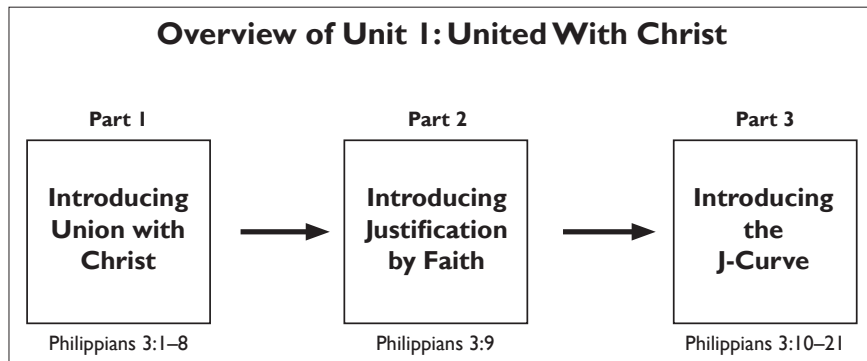 Overview of Unit 1: United With Christ
Part 1
Introducing
Union with
Christ
Philippians 3:1–8
Part 2
Introducing
Justification
by Faith
Philippians 3:9
Part 3
Introducing
the
J-Curve
Philippians 3:10–21